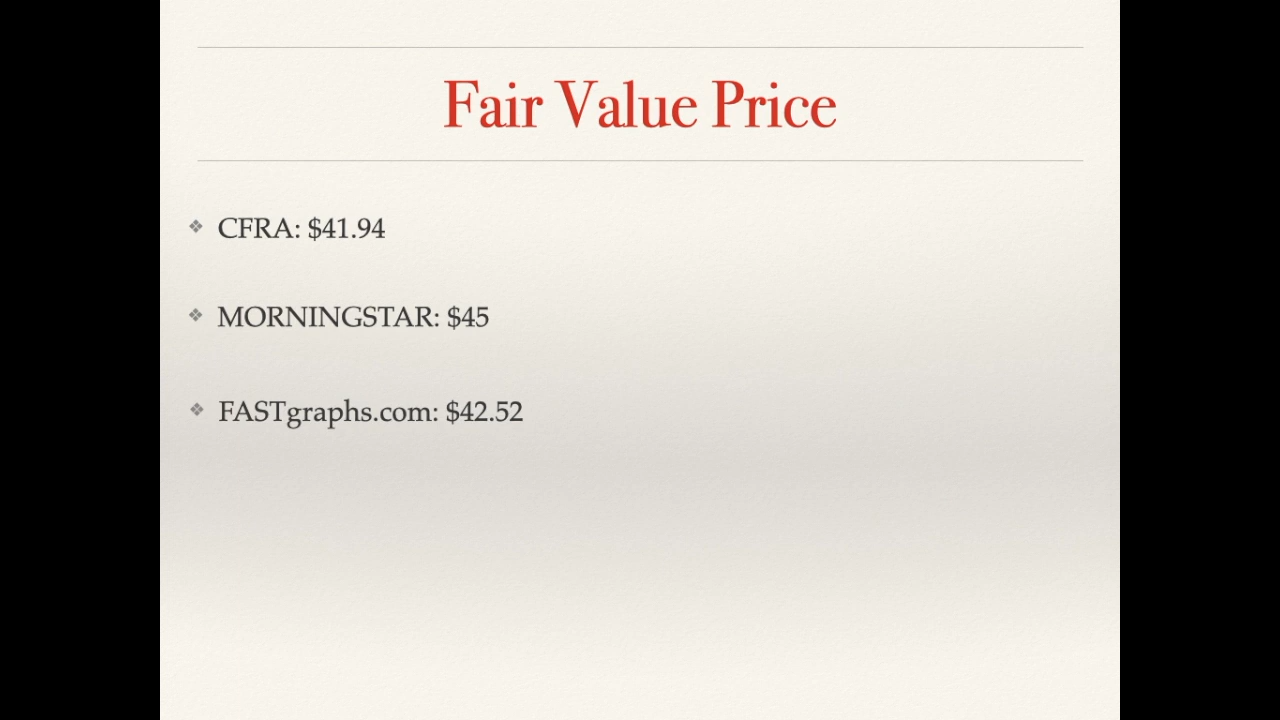 Fair Value Price
❖ CFRA: $41.94
❖ MORNINGSTAR: $45
❖ FASTgraphs.com: $42.52